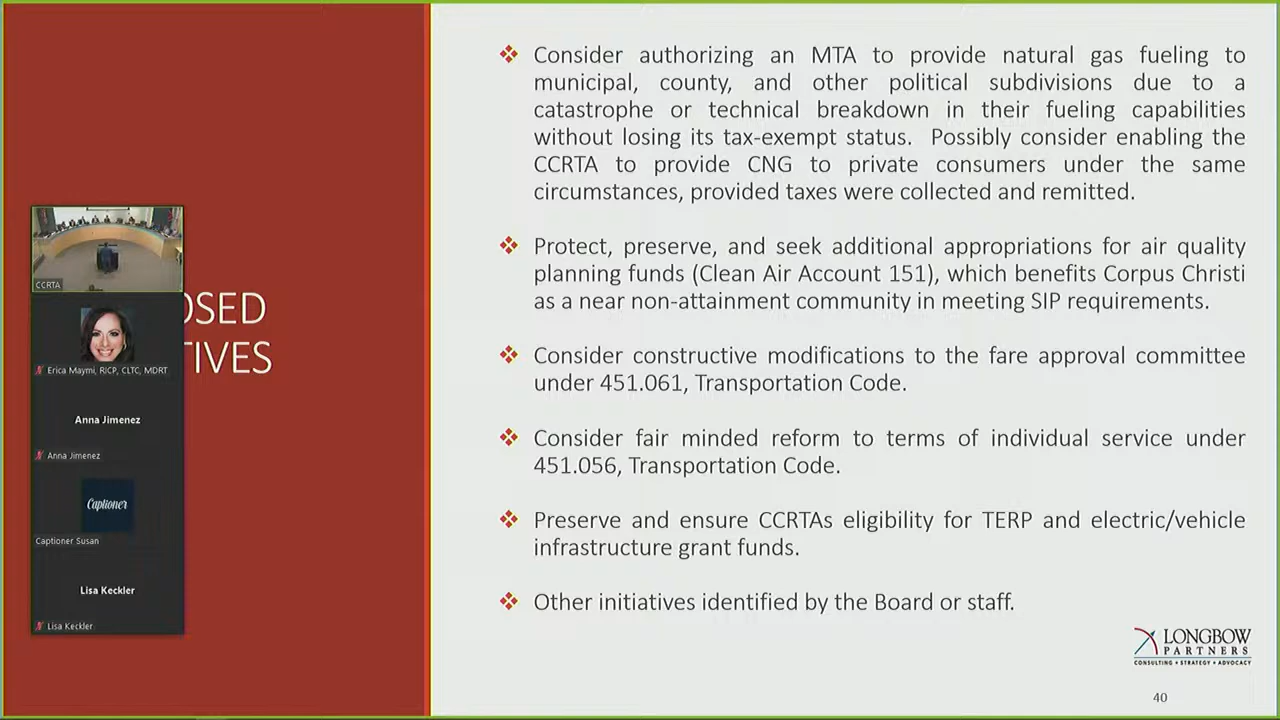 OSED
TIVES
CCRTA
Erica Maymi, RICP, CLTC, MDRT
Anna Jimenez
Anna Jimenez
Captioner
Captioner Susan
Lisa Keckler
Lisa Keckler
Consider authorizing an MTA to provide natural gas fueling to
municipal, county, and other political subdivisions due to a
catastrophe or technical breakdown in their fueling capabilities
without losing its tax-exempt status. Possibly consider enabling the
CCRTA to provide CNG to private consumers under the same
circumstances, provided taxes were collected and remitted.
Protect, preserve, and seek additional appropriations for air quality
planning funds (Clean Air Account 151), which benefits Corpus Christi
as a near non-attainment community in meeting SIP requirements.
Consider constructive modifications to the fare approval committee
under 451.061, Transportation Code.
Consider fair minded reform to terms of individual service under
451.056, Transportation Code.
Preserve and ensure CCRTAs eligibility for TERP and electric/vehicle
infrastructure grant funds.
Other initiatives identified by the Board or staff.
LONGBOW
PARTNERS
CONSULTING • STRATEGY • ADVOCACY
40